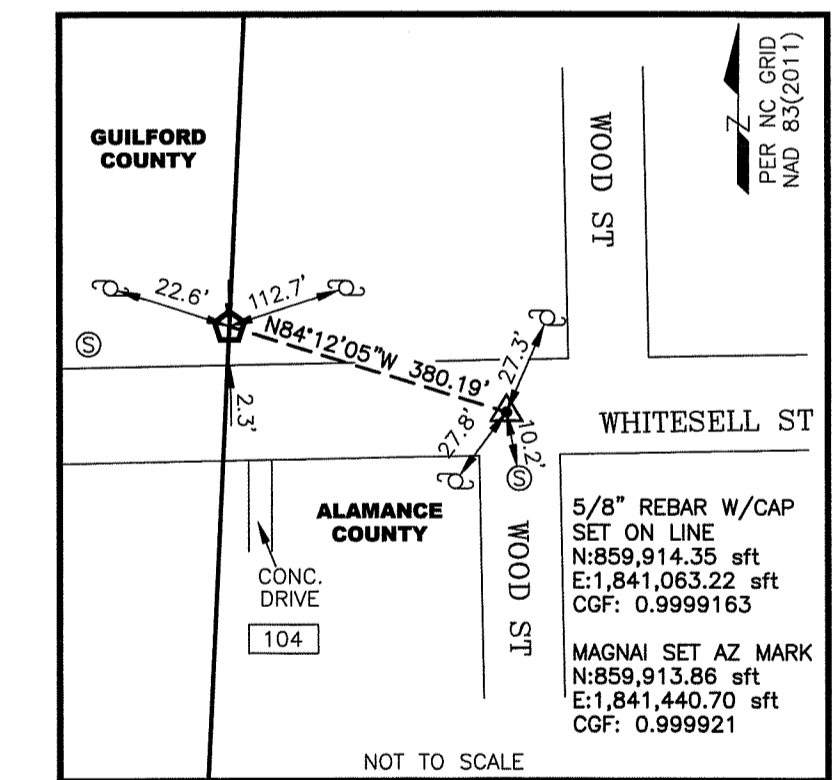 GUILFORD
COUNTY
WOOD ST
Z
PER NC GRID
NAD 83(2011)
22.6'
112.7'
N84°12'05"W 380.19'
S
2.3'
27.3'
27.8'
10.2'
S
WHITESELL ST
ALAMANCE
COUNTY
WOOD ST
CONC.
DRIVE
104
5/8" REBAR W/CAP
SET ON LINE
N:859,914.35 sft
E:1,841,063.22 sft
CGF: 0.9999163
MAGNAI SET AZ MARK
N:859,913.86 sft
E:1,841,440.70 sft
CGF: 0.999921
NOT TO SCALE